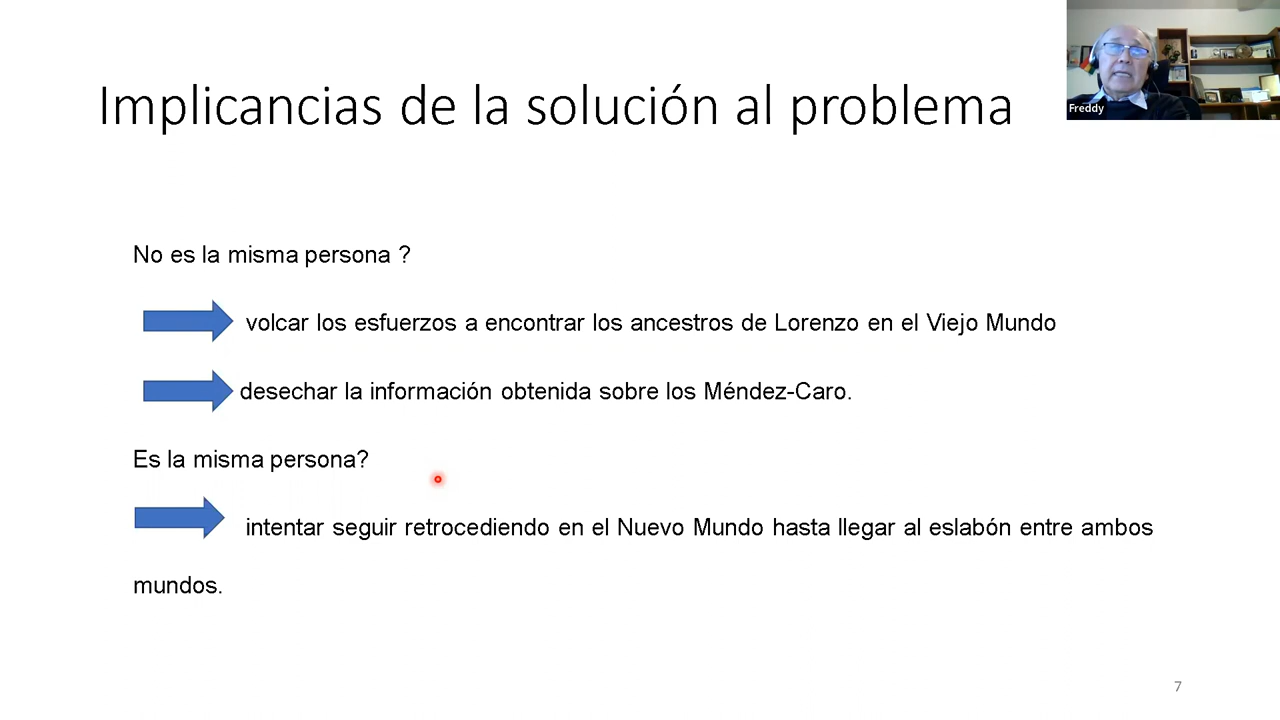 Implicancias de la solución al problema
Freddy
No es la misma persona ?
volcar los esfuerzos a encontrar los ancestros de Lorenzo en el Viejo Mundo
desechar la información obtenida sobre los Méndez-Caro.
Es la misma persona?
intentar seguir retrocediendo en el Nuevo Mundo hasta llegar al eslabón entre ambos
mundos.
7